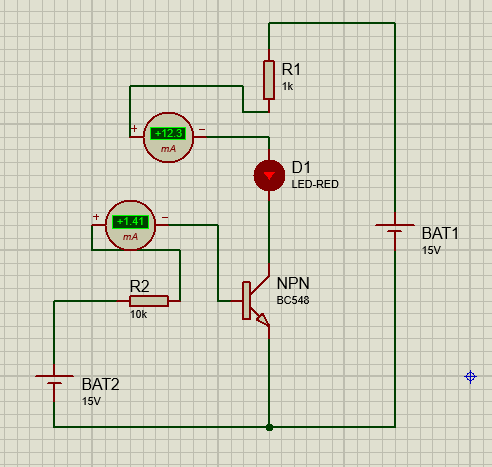 R1
1k
+ +12.3 −
mA
D1
LED-RED
+ +1.41 −
mA
BAT1
15V
R2
10k
NPN
BC548
BAT2
15V